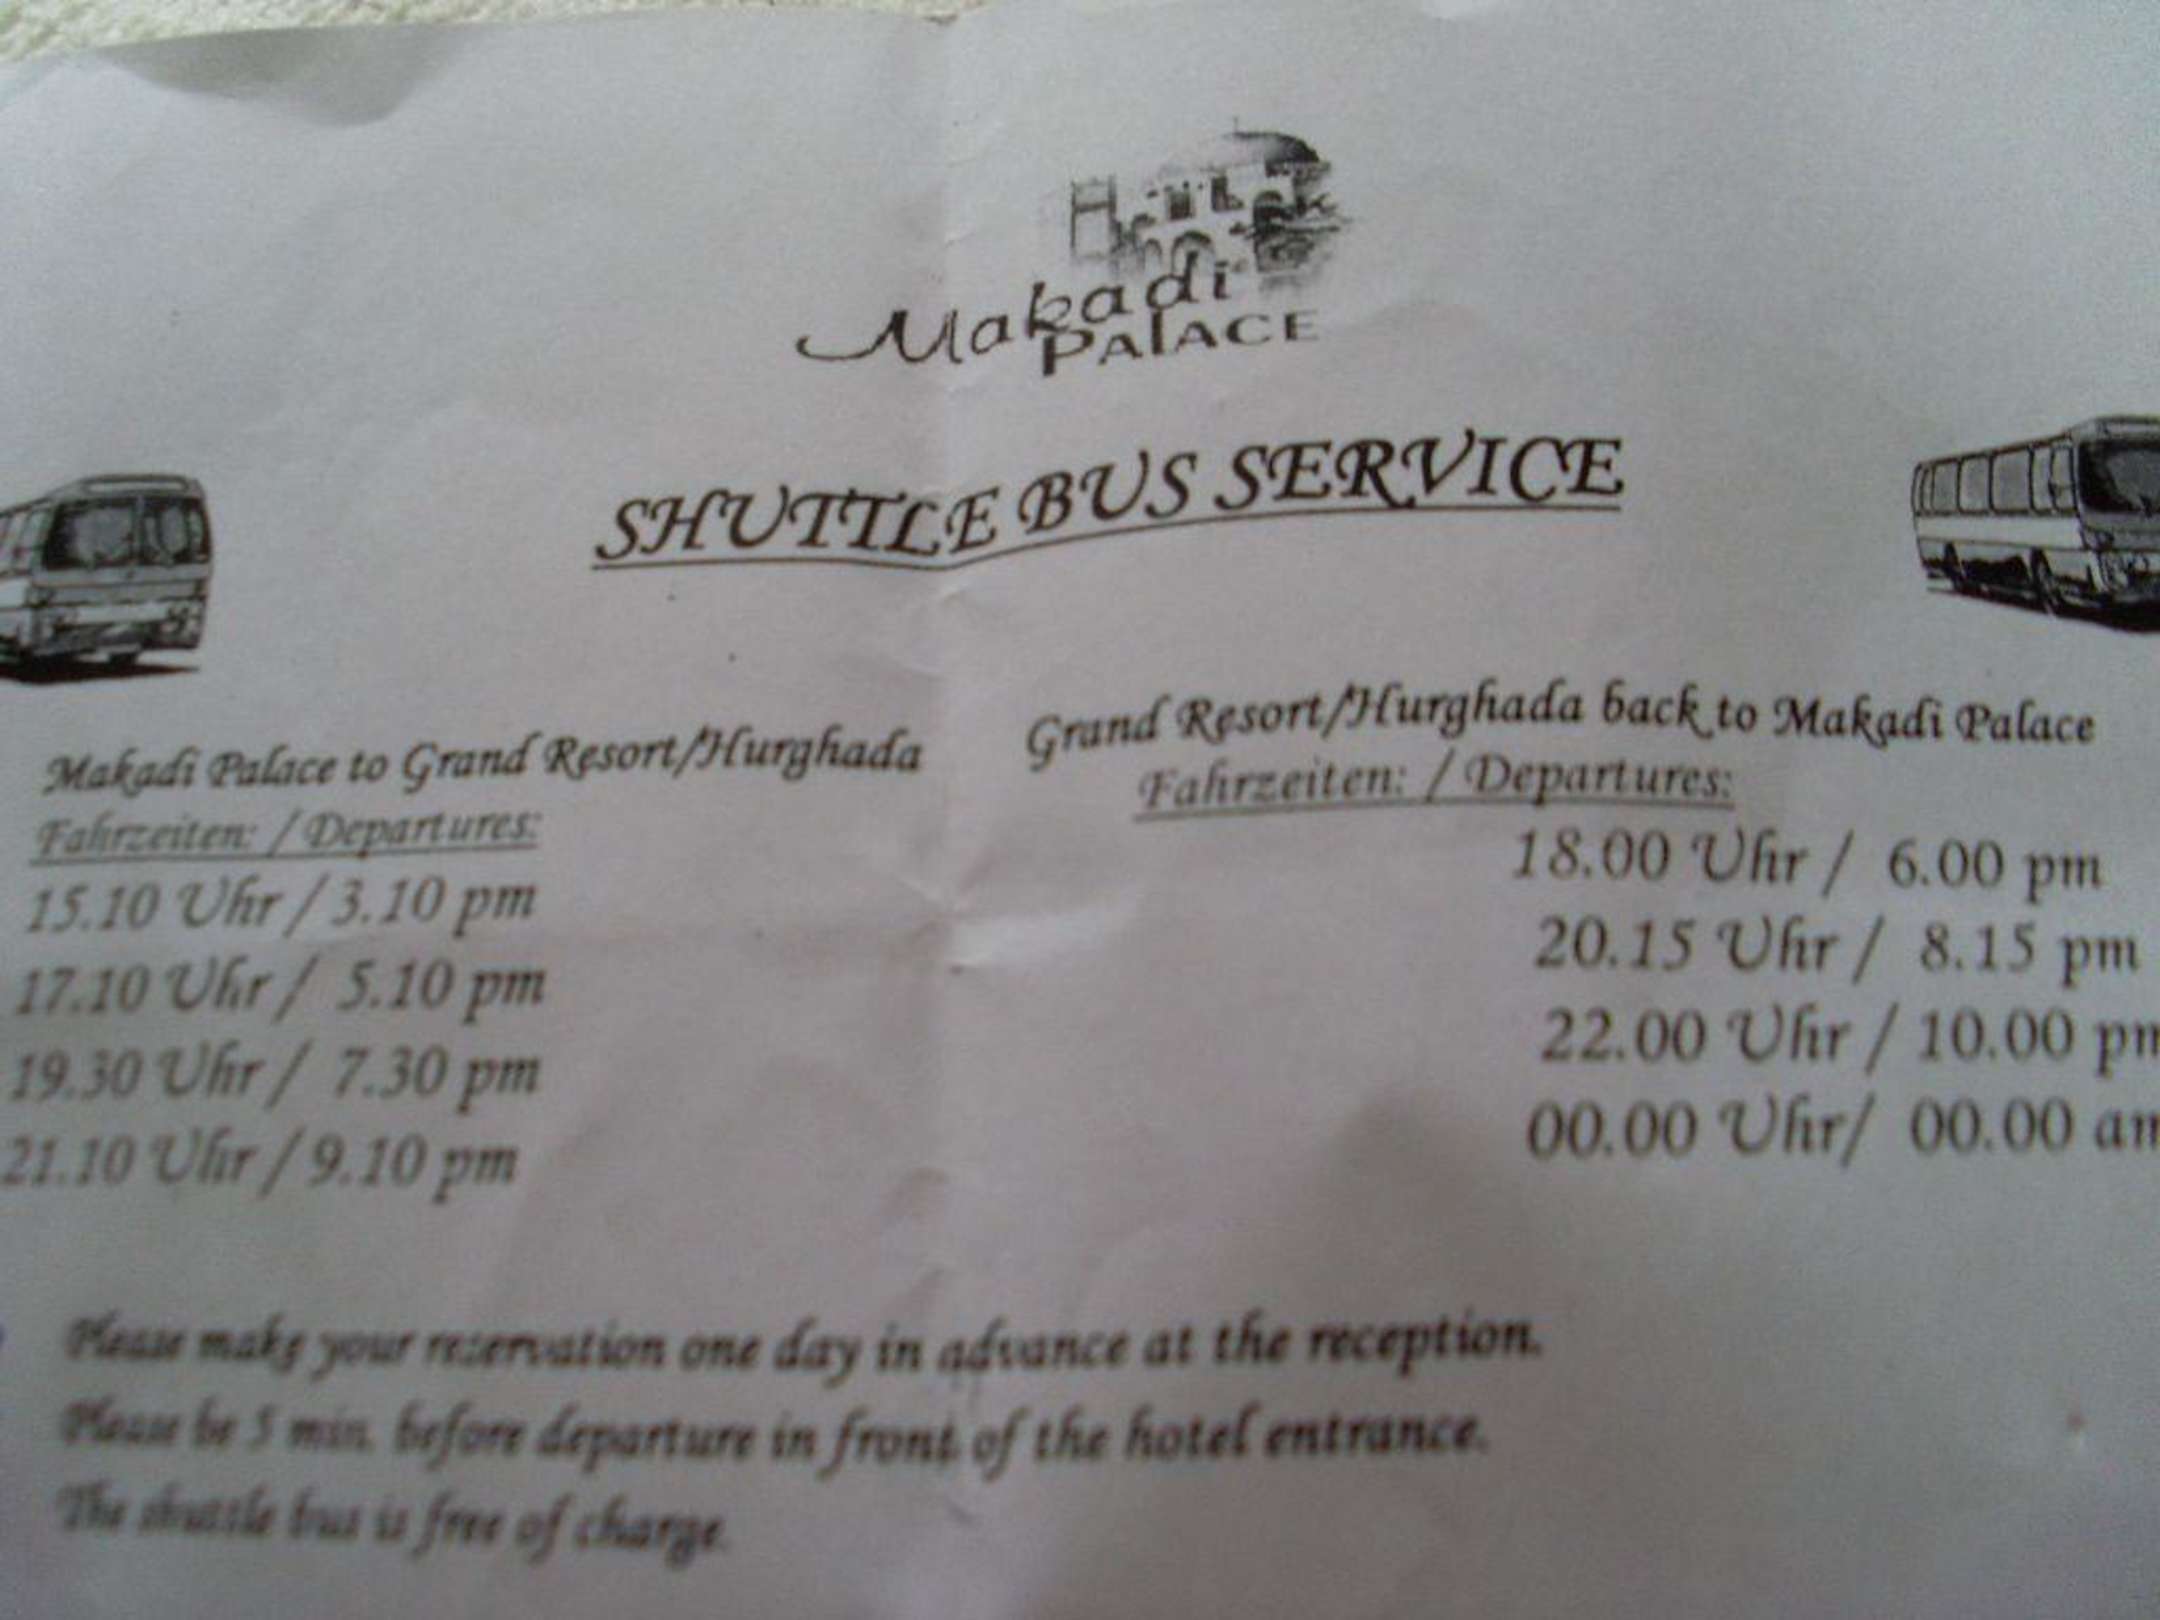 Makadi
PALACE
SHUTTLE BUS SERVICE
Makadi Palace to Grand Resort/Hurghada
Fahrzeiten: / Departures:
15.10 Uhr / 3.10 pm
17.10 Uhr / 5.10 pm
19.30 Uhr / 7.30 pm
21.10 Uhr / 9.10 pm
Grand Resort/Hurghada back to Makadi Palace
Fahrzeiten: / Departures:
18.00 Uhr / 6.00 pm
20.15 Uhr / 8.15 pm
22.00 Uhr / 10.00 pm
00.00 Uhr/ 00.00 am
Please make your reservation one day in advance at the reception.
Please be 5 min. before departure in front of the hotel entrance.
The shuttle bus is free of charge.